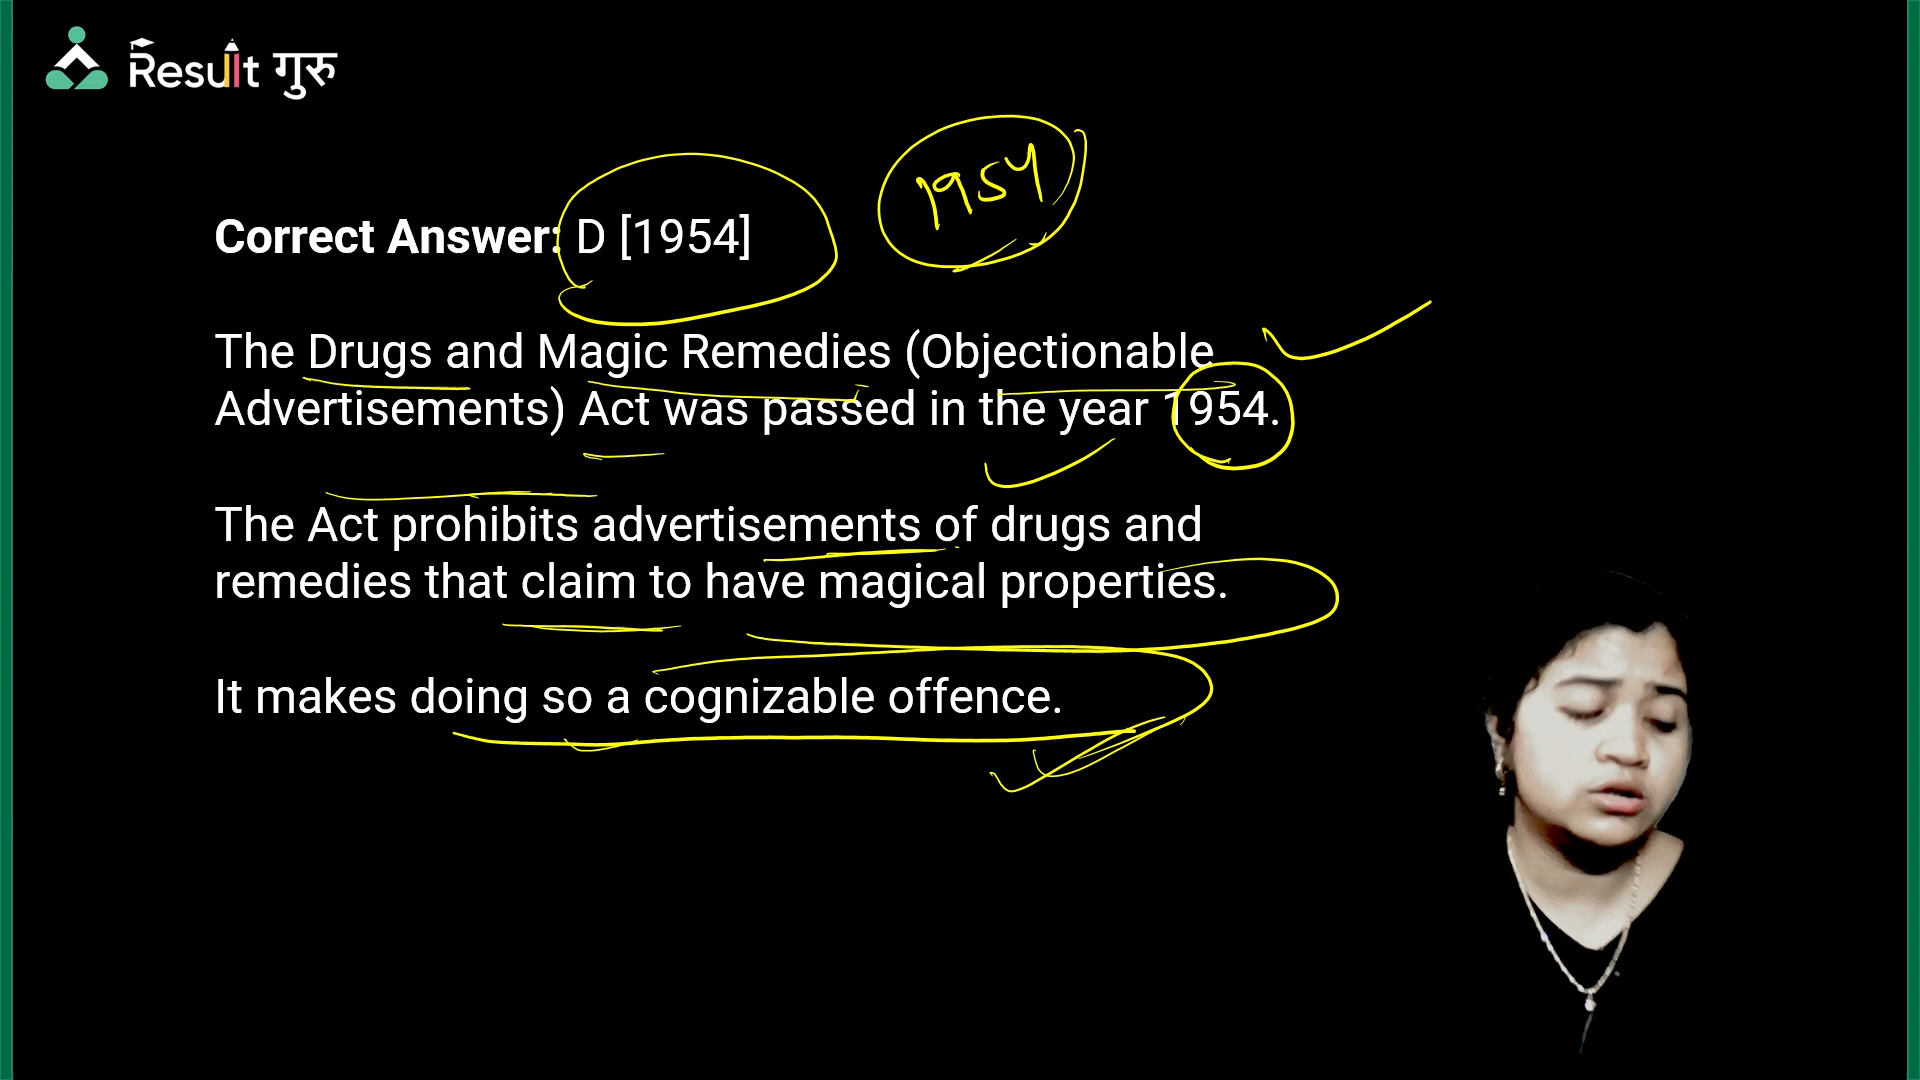 Result गुरु
1954
Correct Answer: D [1954]
The Drugs and Magic Remedies (Objectionable
Advertisements) Act was passed in the year 1954.
The Act prohibits advertisements of drugs and
remedies that claim to have magical properties.
It makes doing so a cognizable offence.